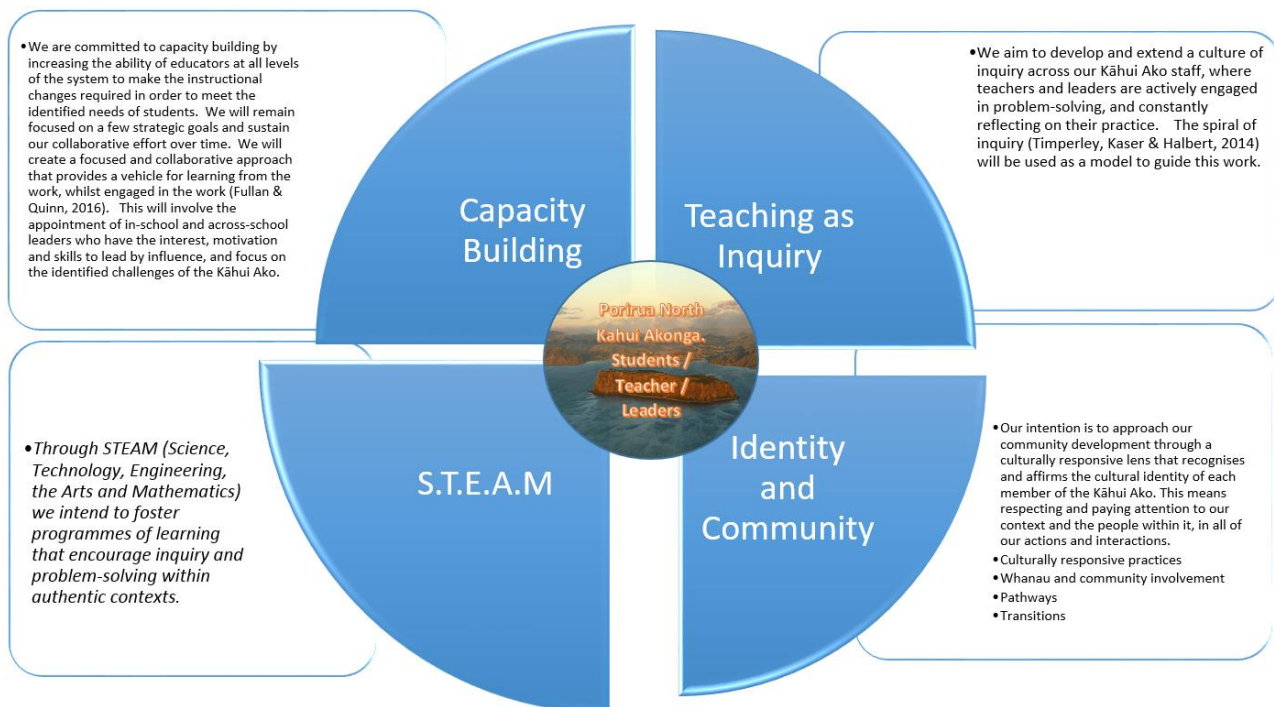 •We are committed to capacity building by
increasing the ability of educators at all levels
of the system to make the instructional
changes required in order to meet the
identified needs of students.  We will remain
focused on a few strategic goals and sustain
our collaborative effort over time.  We will
create a focused and collaborative approach
that provides a vehicle for learning from the
work, whilst engaged in the work (Fullan &
Quinn, 2016).   This will involve the
appointment of in-school and across-school
leaders who have the interest, motivation
and skills to lead by influence, and focus on
the identified challenges of the Kāhui Ako.
Capacity
Building
Teaching as
Inquiry
•We aim to develop and extend a culture of
inquiry across our Kāhui Ako staff, where
teachers and leaders are actively engaged
in problem-solving, and constantly
reflecting on their practice.    The spiral of
inquiry (Timperley, Kaser & Halbert, 2014)
will be used as a model to guide this work.
Porirua North
Kahui Akonga.
Students /
Teacher /
Leaders
•Through STEAM (Science,
Technology, Engineering,
the Arts and Mathematics)
we intend to foster
programmes of learning
that encourage inquiry and
problem-solving within
authentic contexts.
S.T.E.A.M
Identity
and
Community
•Our intention is to approach our
community development through a
culturally responsive lens that recognises
and affirms the cultural identity of each
member of the Kāhui Ako. This means
respecting and paying attention to our
context and the people within it, in all of
our actions and interactions.
•Culturally responsive practices
•Whanau and community involvement
•Pathways
•Transitions